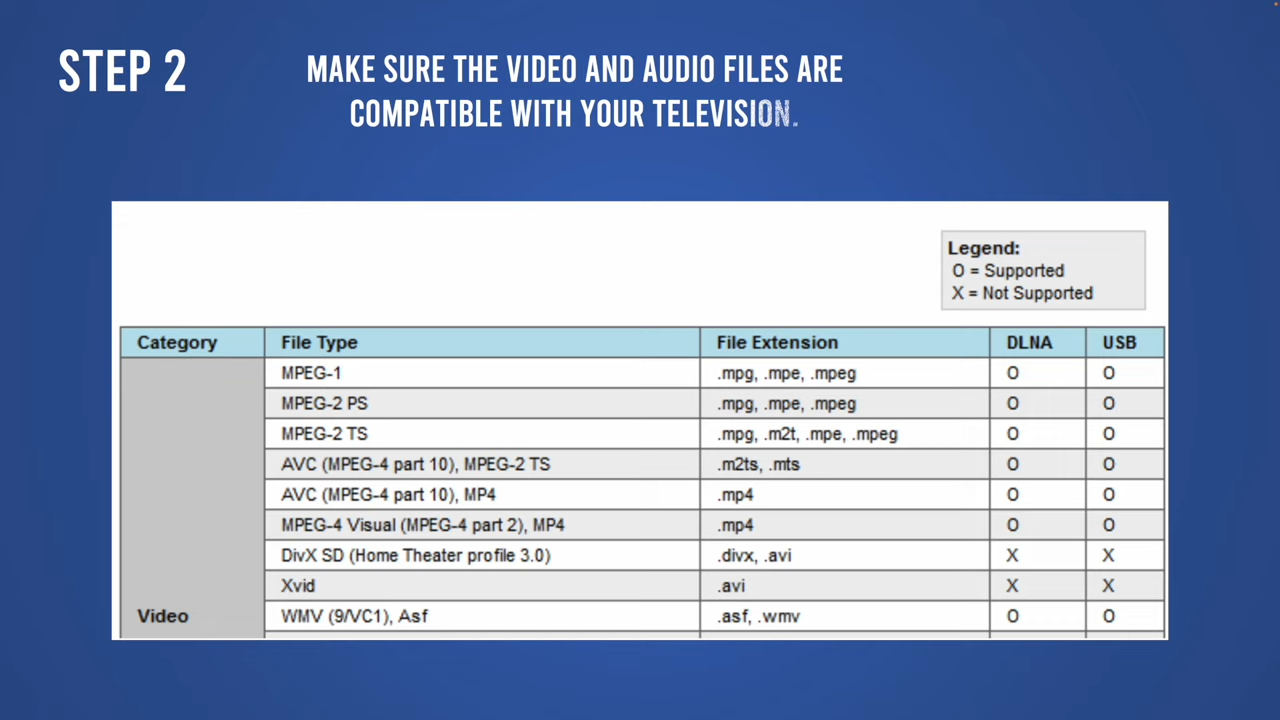 STEP 2
MAKE SURE THE VIDEO AND AUDIO FILES ARE
COMPATIBLE WITH YOUR TELEVISION.
Legend:
O = Supported
X = Not Supported
Category File Type File Extension DLNA USB
MPEG-1 .mpg, .mpe, .mpeg O O
MPEG-2 PS .mpg, .mpe, .mpeg O O
MPEG-2 TS .mpg, .m2t, .mpe, .mpeg O O
AVC (MPEG-4 part 10), MPEG-2 TS .m2ts, .mts O O
AVC (MPEG-4 part 10), MP4 .mp4 O O
MPEG-4 Visual (MPEG-4 part 2), MP4 .mp4 O O
DivX SD (Home Theater profile 3.0) .divx, .avi X X
Xvid .avi X X
Video WMV (9/VC1), Asf .asf, .wmv O O